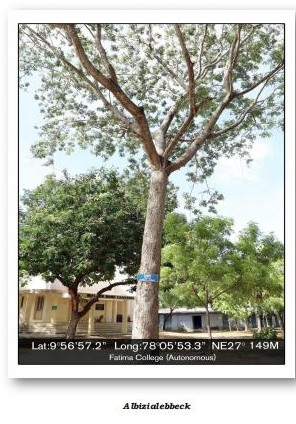 Lat:9°56'57.2" Long:78°05'53.3" NE27° 149M
Fatima College (Autonomous)
Albizialebbeck